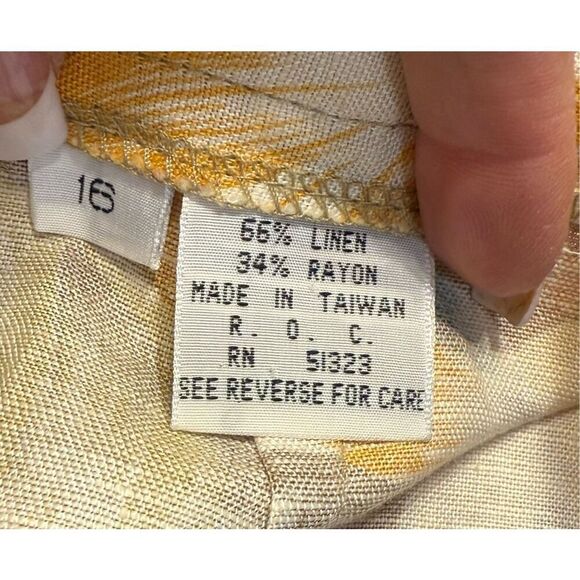 16
66% LINEN
34% RAYON
MADE IN TAIWAN
R. O. C.
RN 51323
SEE REVERSE FOR CARE